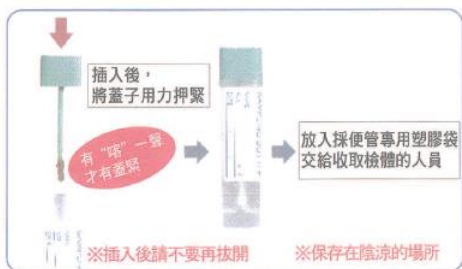 插入後，
將蓋子用力押緊
有“喀”一聲
才有蓋緊
放入採便管專用塑膠袋
交給收取檢體的人員
※插入後請不要再拔開
※保存在陰涼的場所